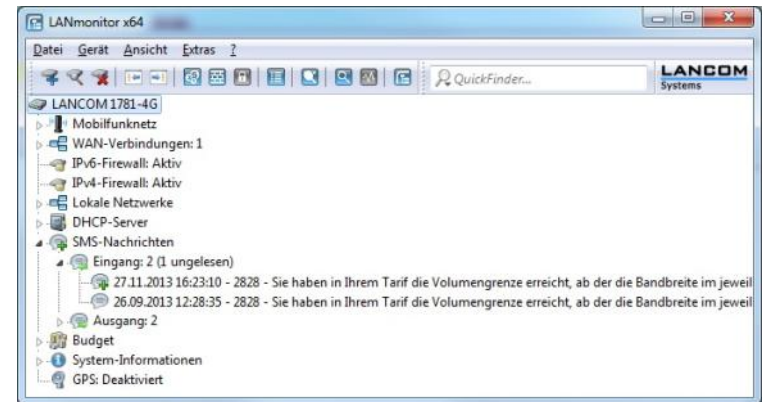 LANmonitor x64
Datei Gerät Ansicht Extras ?
QuickFinder...
LANCOM
Systems
LANCOM 1781-4G
Mobilfunknetz
WAN-Verbindungen: 1
IPv6-Firewall: Aktiv
IPv4-Firewall: Aktiv
Lokale Netzwerke
DHCP-Server
SMS-Nachrichten
Eingang: 2 (1 ungelesen)
27.11.2013 16:23:10 - 2828 - Sie haben in Ihrem Tarif die Volumengrenze erreicht, ab der die Bandbreite im jeweil
26.09.2013 12:28:35 - 2828 - Sie haben in Ihrem Tarif die Volumengrenze erreicht, ab der die Bandbreite im jeweil
Ausgang: 2
Budget
System-Informationen
GPS: Deaktiviert